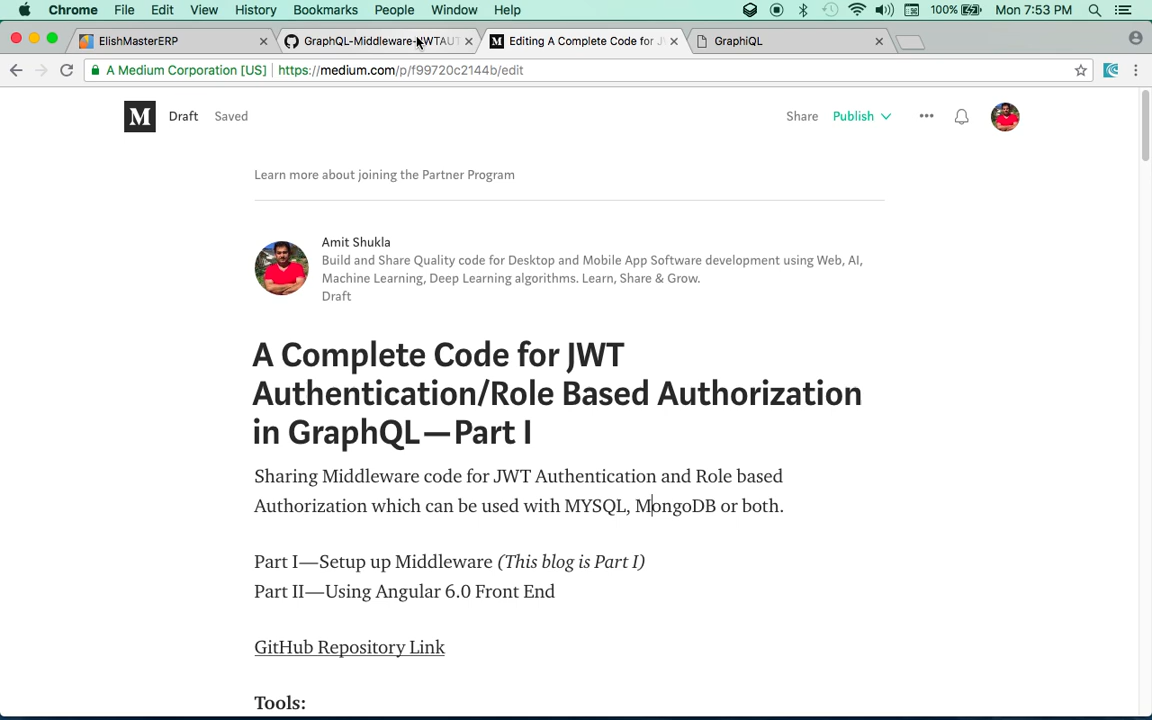 Chrome File Edit View History Bookmarks People Window Help 100% Mon 7:53 PM
ElishMasterERP
GraphQL-Middleware-JWTAUT
Editing A Complete Code for JW
GraphiQL
A Medium Corporation [US] https://medium.com/p/f99720c2144b/edit
M Draft Saved Share Publish
Learn more about joining the Partner Program
Amit Shukla
Build and Share Quality code for Desktop and Mobile App Software development using Web, AI,
Machine Learning, Deep Learning algorithms. Learn, Share & Grow.
Draft
A Complete Code for JWT
Authentication/Role Based Authorization
in GraphQL — Part I
Sharing Middleware code for JWT Authentication and Role based
Authorization which can be used with MYSQL, MongoDB or both.
Part I — Setup up Middleware (This blog is Part I)
Part II — Using Angular 6.0 Front End
GitHub Repository Link
Tools: